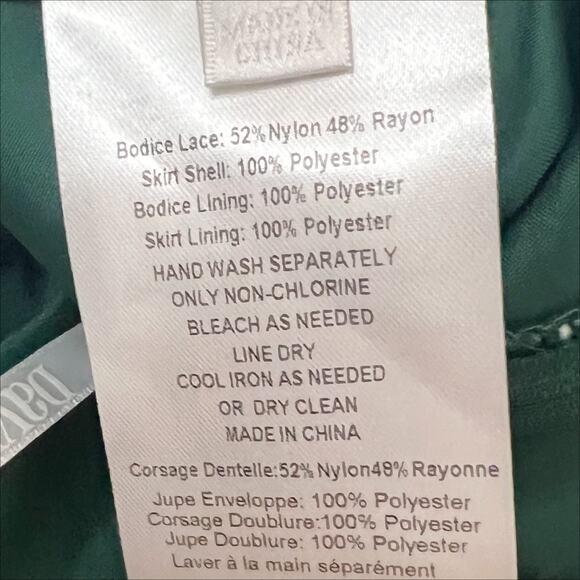 MADE IN
CHINA
Bodice Lace: 52%Nylon 48% Rayon
Skirt Shell: 100% Polyester
Bodice Lining: 100% Polyester
Skirt Lining: 100% Polyester
HAND WASH SEPARATELY
ONLY NON-CHLORINE
BLEACH AS NEEDED
LINE DRY
COOL IRON AS NEEDED
OR DRY CLEAN
MADE IN CHINA
Corsage Dentelle:52%Nylon48% Rayonne
Jupe Enveloppe: 100% Polyester
Corsage Doublure:100% Polyester
Jupe Doublure: 100% Polyester
Laver à la main séparément